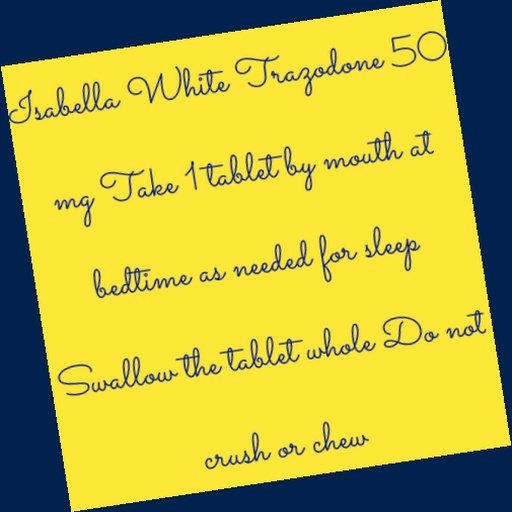 Isabella White Trazodone 50
mg Take 1 tablet by mouth at
bedtime as needed for sleep
Swallow the tablet whole Do not
crush or chew